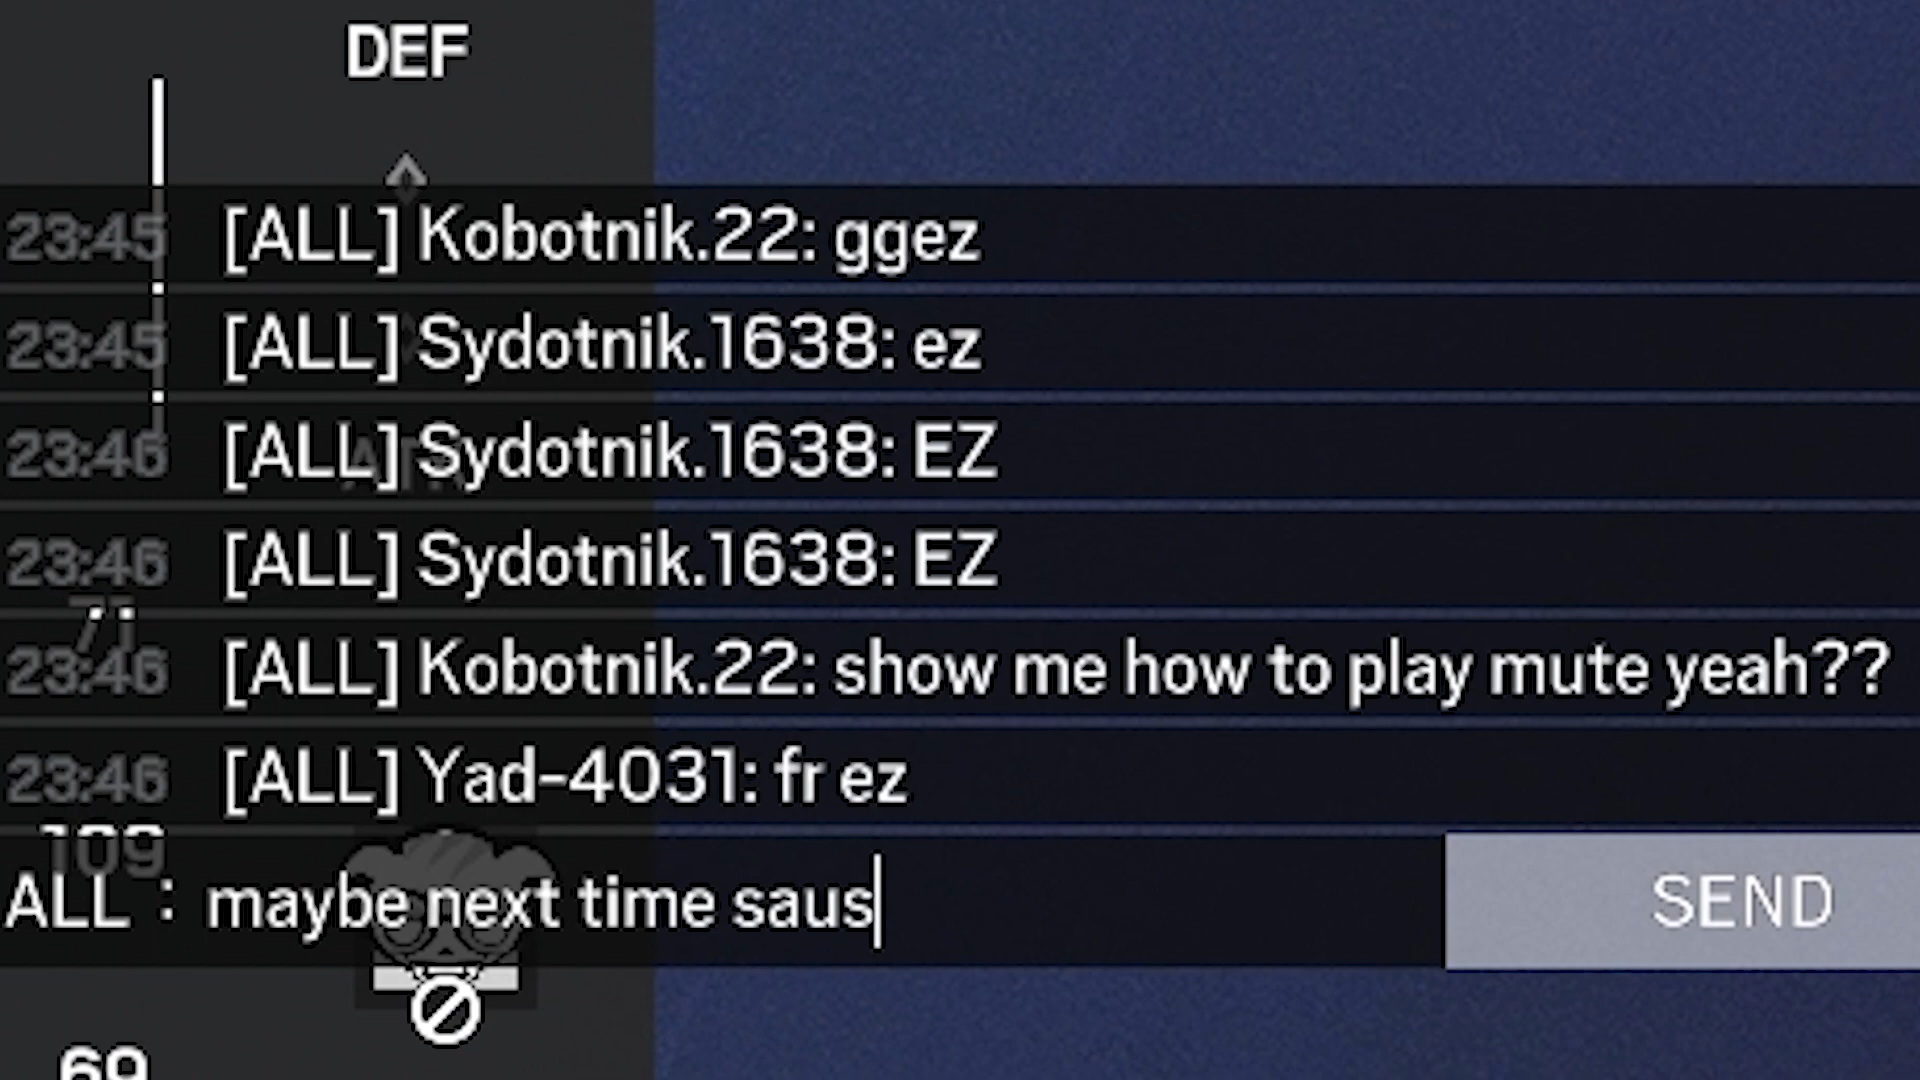 DEF
23:45 [ALL] Kobotnik.22: ggez
23:45 [ALL] Sydotnik.1638: ez
23:46 [ALL] Sydotnik.1638: EZ
23:46 [ALL] Sydotnik.1638: EZ
71
23:46 [ALL] Kobotnik.22: show me how to play mute yeah??
23:46 [ALL] Yad-4031: fr ez
109
ALL : maybe next time saus
SEND
69